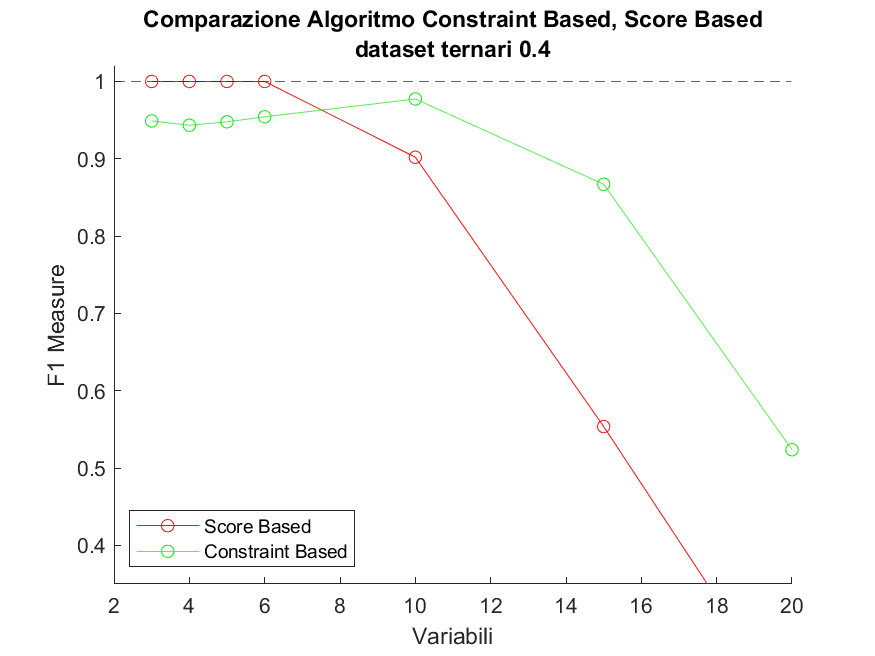 Comparazione Algoritmo Constraint Based, Score Based
dataset ternari 0.4
1
0.9
0.8
0.7
0.6
0.5
0.4
F1 Measure
Score Based
Constraint Based
2 4 6 8 10 12 14 16 18 20
Variabili